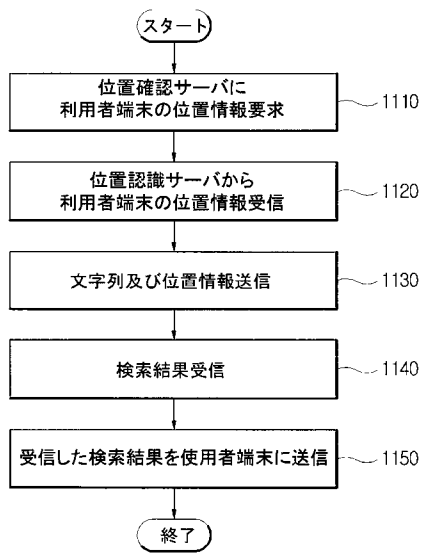 スタート
位置確認サーバに
利用者端末の位置情報要求
1110
位置認識サーバから
利用者端末の位置情報受信
1120
文字列及び位置情報送信
1130
検索結果受信
1140
受信した検索結果を使用者端末に送信
1150
終了